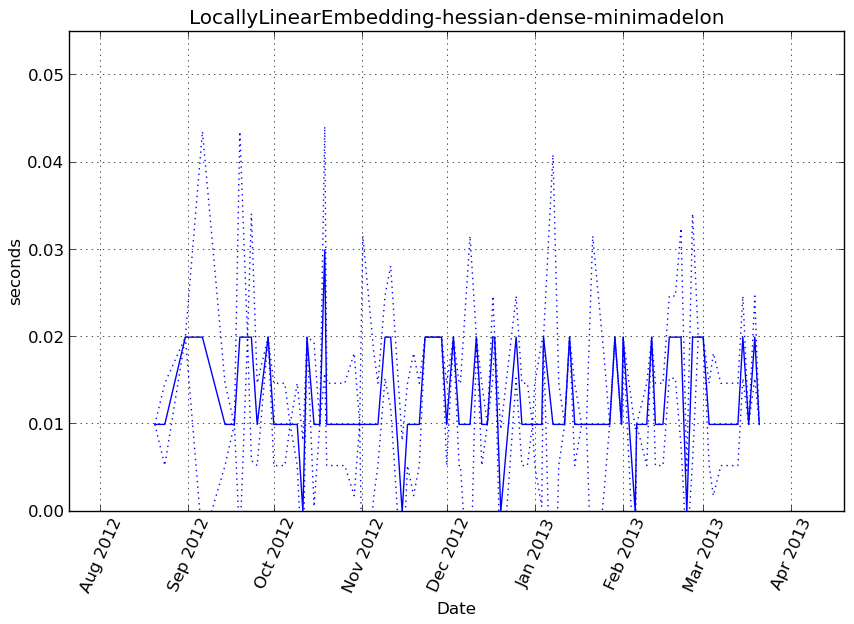 LocallyLinearEmbedding-hessian-dense-minimadelon
0.05
0.04
0.03
0.02
0.01
0.00
seconds
Aug 2012
Sep 2012
Oct 2012
Nov 2012
Dec 2012
Jan 2013
Feb 2013
Mar 2013
Apr 2013
Date